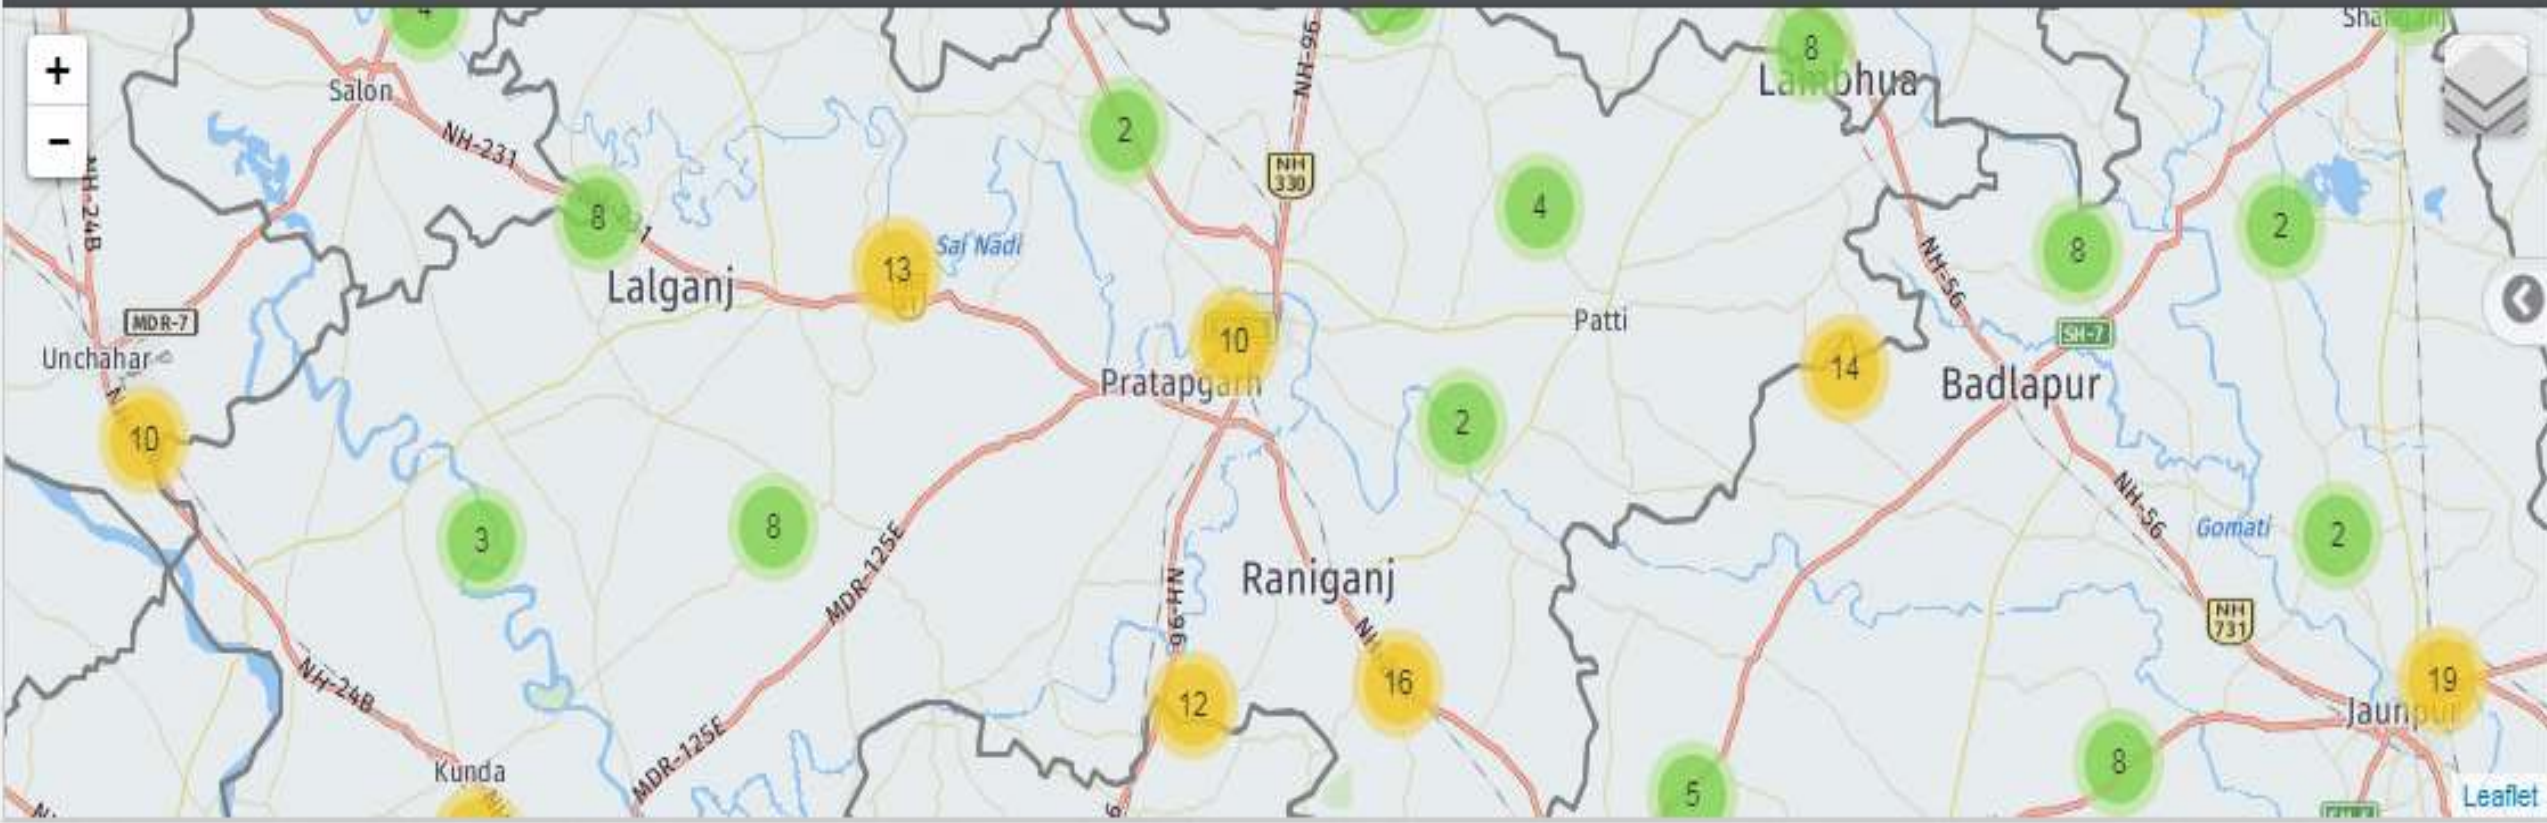 4
Shahganj
+
8
Lambhua
Salon
NH-96
2
−
NH-231
NH
330
NH-24B
4
8
2
8
Sai Nadi
13
NH-56
Lalganj
MDR-7
Patti
10
SH-7
Unchahar
14
Pratapgarh
Badlapur
2
10
NH-56
3
8
Gomati
2
MDR-125E
Raniganj
NH-96
NH
731
NH-24B
16
19
12
Jaunpur
MDR-125E
Kunda
8
5
Leaflet